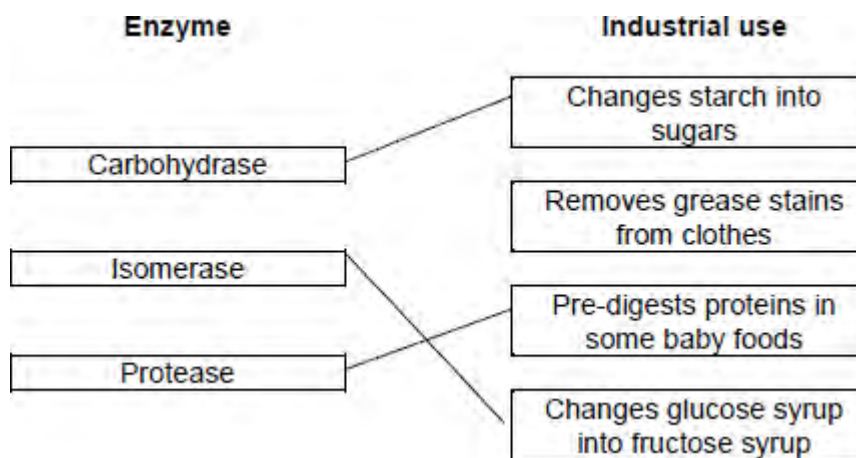 Enzyme
Industrial use
Changes starch into
sugars
Carbohydrase
Removes grease stains
from clothes
Isomerase
Pre-digests proteins in
some baby foods
Protease
Changes glucose syrup
into fructose syrup